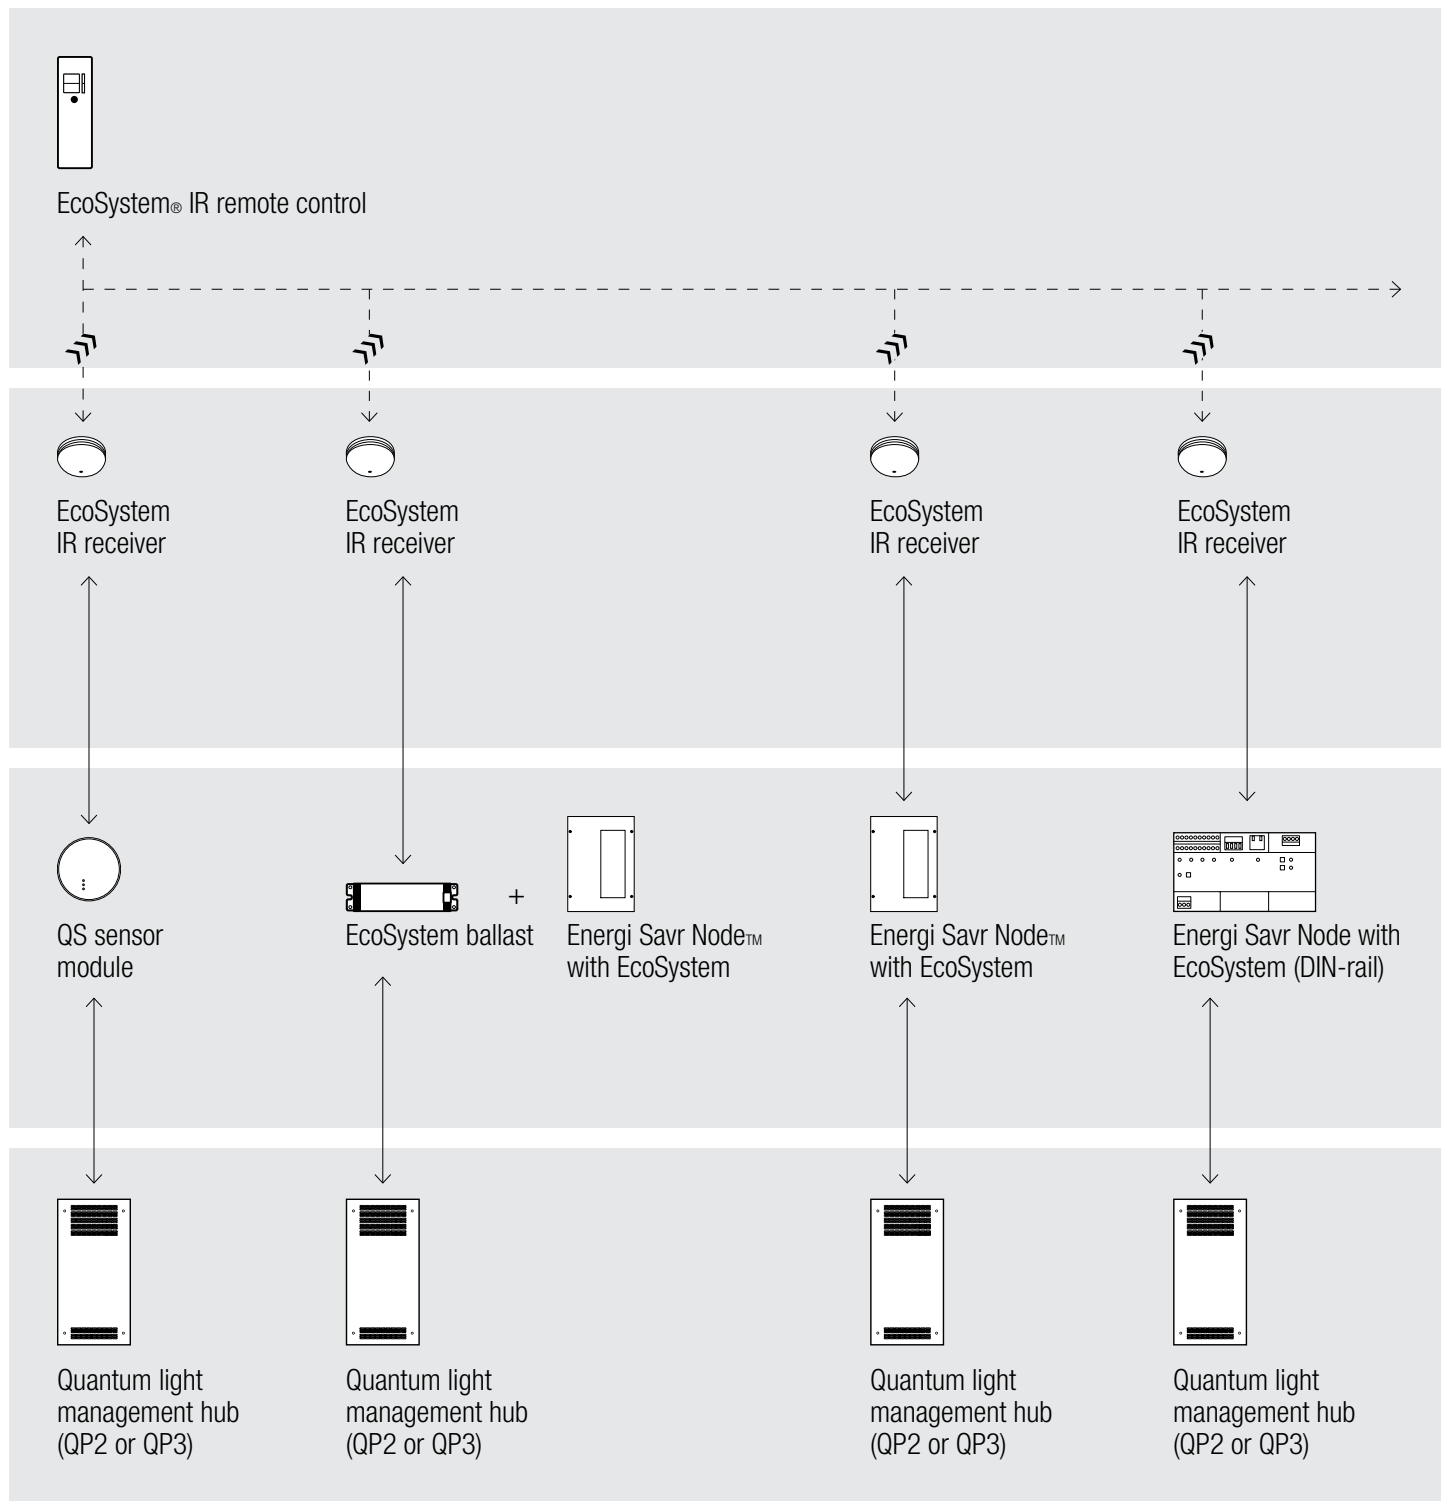 EcoSystem® IR remote control
EcoSystem
IR receiver
EcoSystem
IR receiver
EcoSystem
IR receiver
EcoSystem
IR receiver
QS sensor
module
EcoSystem ballast
+
Energi Savr Node™
with EcoSystem
Energi Savr Node™
with EcoSystem
Energi Savr Node with
EcoSystem (DIN-rail)
Quantum light
management hub
(QP2 or QP3)
Quantum light
management hub
(QP2 or QP3)
Quantum light
management hub
(QP2 or QP3)
Quantum light
management hub
(QP2 or QP3)